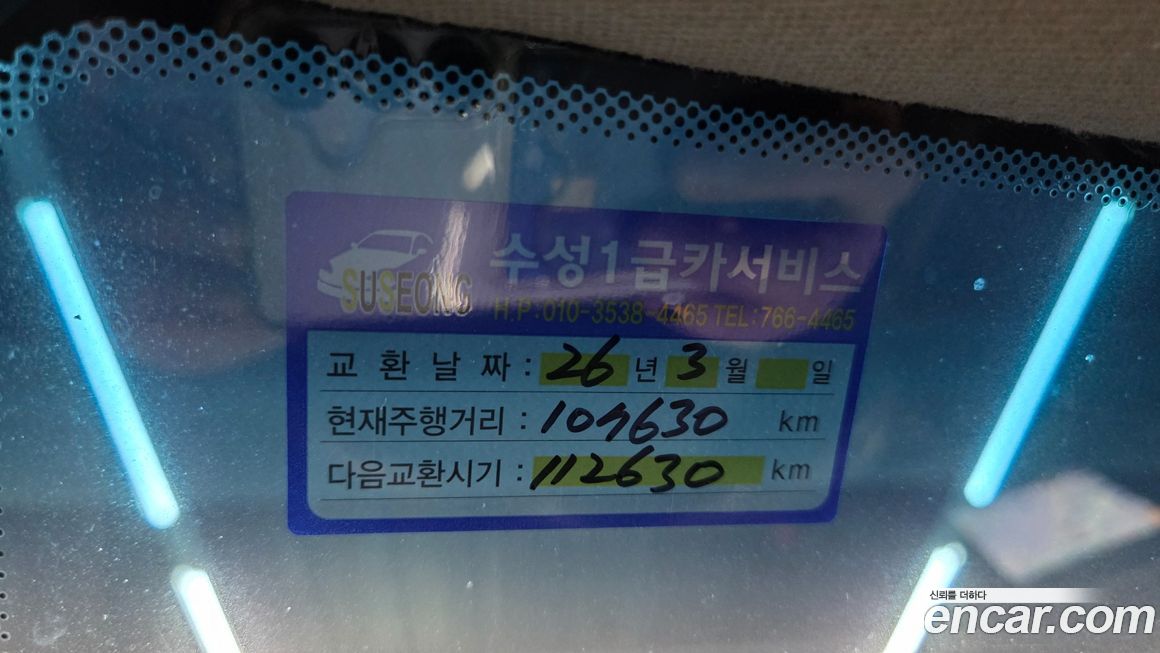 수성1급카서비스
SUSEONG
H.P:010-3538-4465 TEL:766-4465
교 환 날 짜 : 26 년 3 월 일
현재주행거리 : 107630 km
다음교환시기 : 112630 km
신뢰를 더하다
encar.com